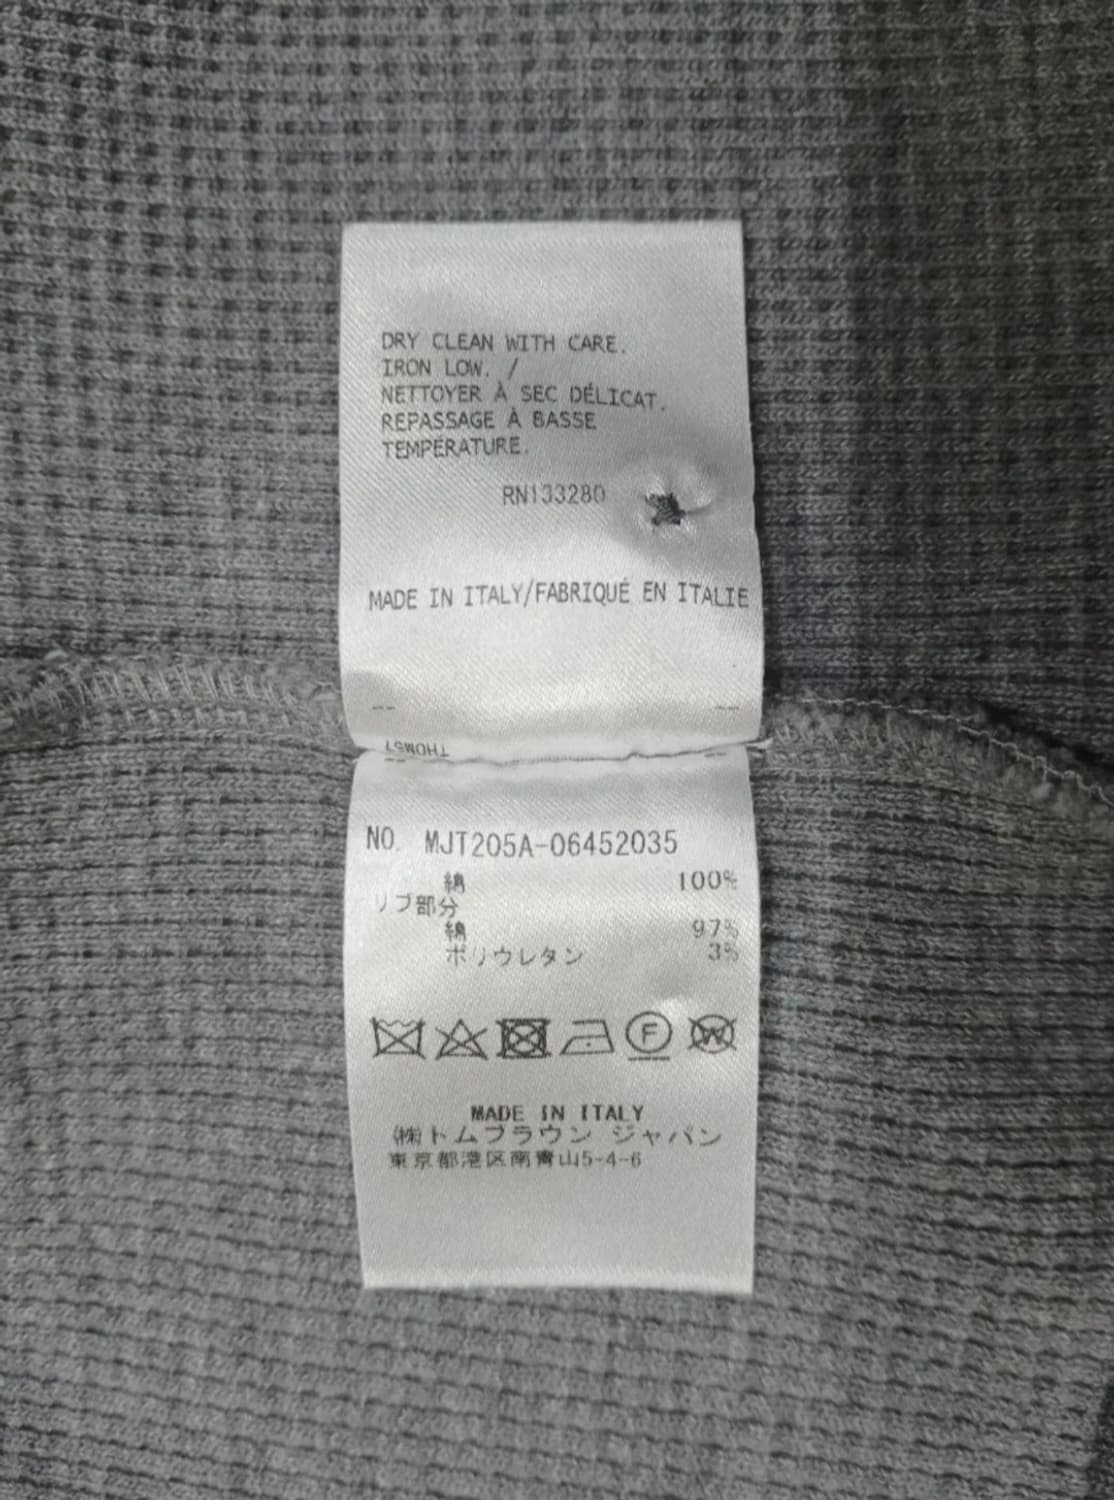 DRY CLEAN WITH CARE.
IRON LOW. /
NETTOYER À SEC DÉLICAT.
REPASSAGE À BASSE
TEMPÉRATURE.
RN133280
MADE IN ITALY/FABRIQUÉ EN ITALIE
NO. MJT205A-06452035
綿 100%
リブ部分
綿 97%
ポリウレタン 3%
F
W
MADE IN ITALY
㈱トムブラウン ジャパン
東京都港区南青山5-4-6